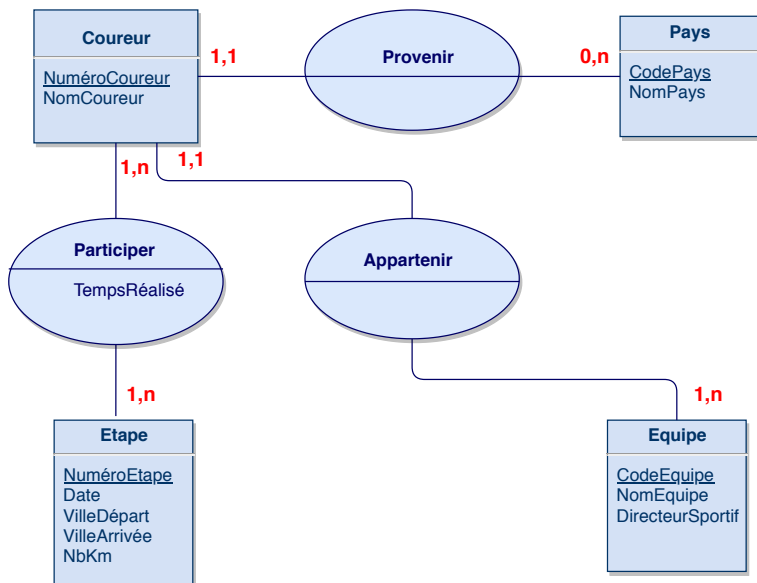 Coureur
NuméroCoureur
NomCoureur
1,1
Provenir
0,n
Pays
CodePays
NomPays
1,n
1,1
Participer
TempsRéalisé
Appartenir
1,n
1,n
Etape
NuméroEtape
Date
VilleDépart
VilleArrivée
NbKm
Equipe
CodeEquipe
NomEquipe
DirecteurSportif